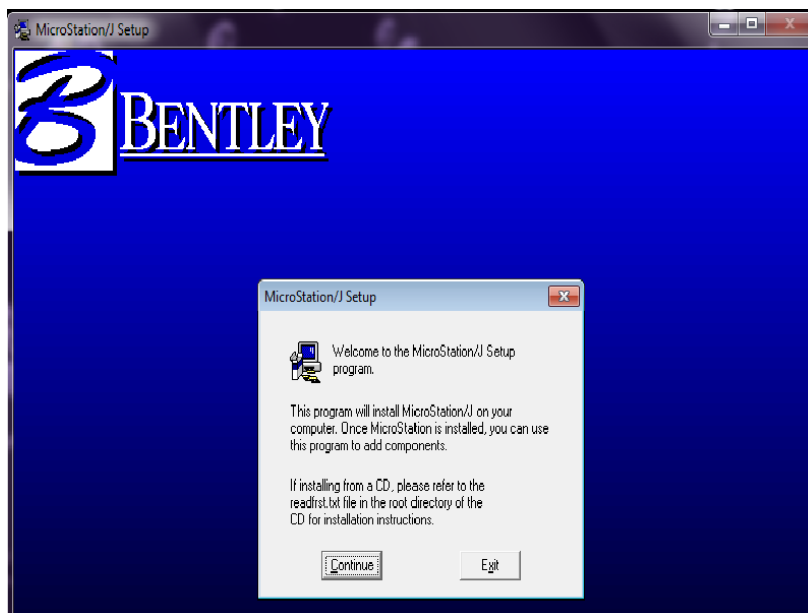 MicroStation/J Setup
BENTLEY
MicroStation/J Setup
Welcome to the MicroStation/J Setup
program.
This program will install MicroStation/J on your
computer. Once MicroStation is installed, you can use
this program to add components.
If installing from a CD, please refer to the
readfrst.txt file in the root directory of the
CD for installation instructions.
Continue
Exit